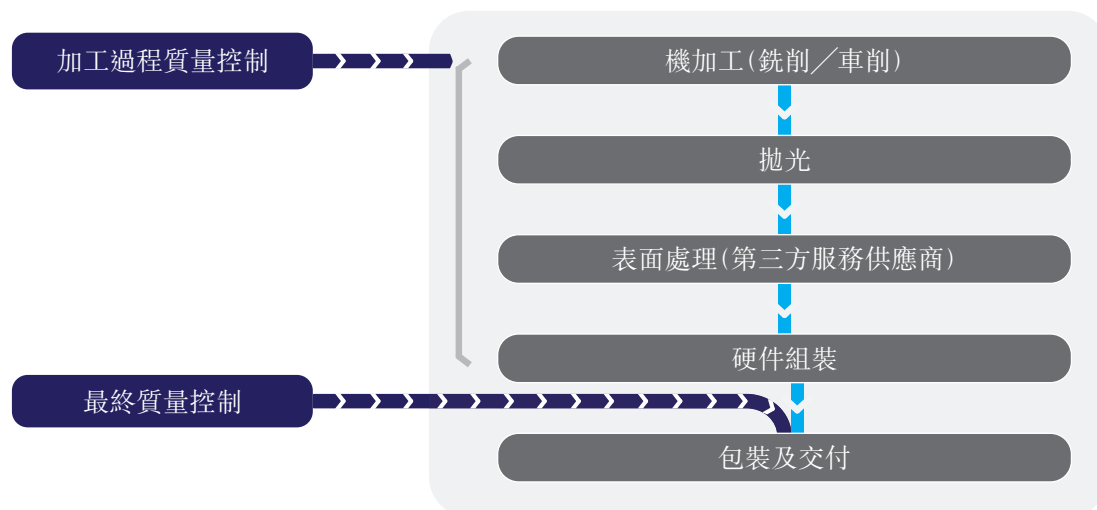 加工過程質量控制
機加工(銑削／車削)
拋光
表面處理(第三方服務供應商)
硬件組裝
最終質量控制
包裝及交付